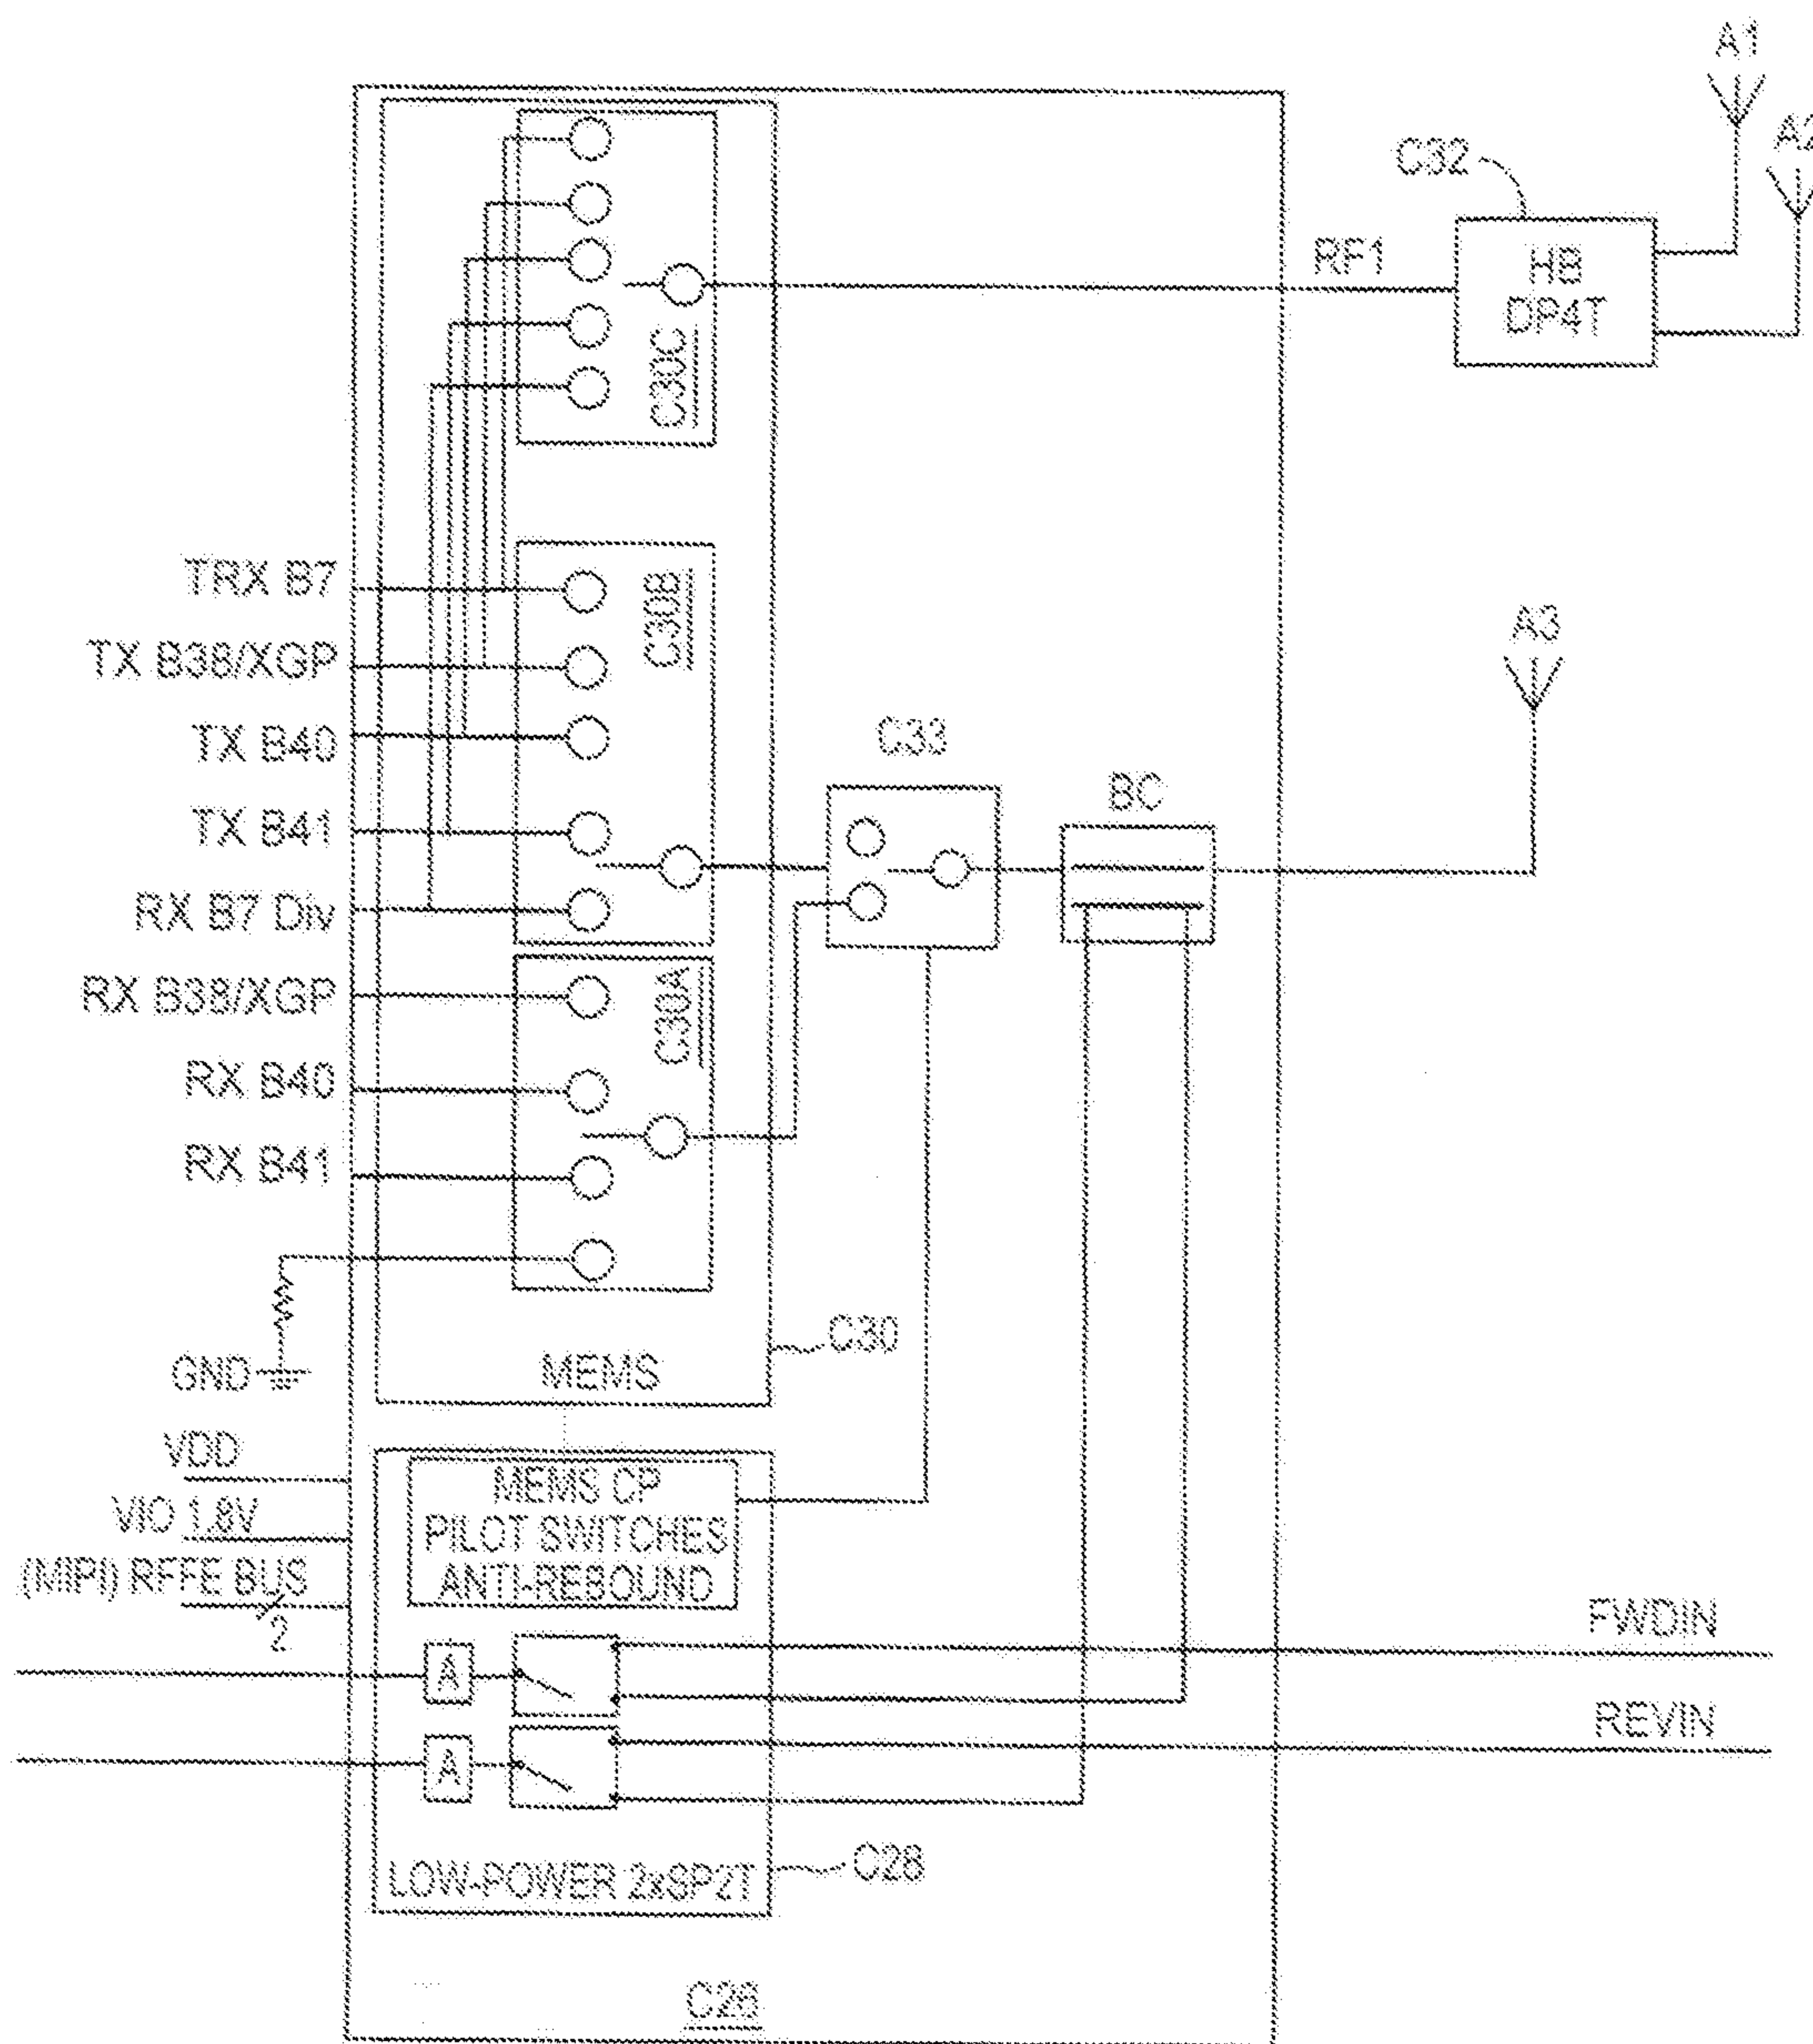 A1
A2
C32
HB
DP4T
RF1
C30C
TRX B7
TX B38/XGP
TX B40
TX B41
RX B7 Div
RX B38/XGP
RX B40
RX B41
C30B
C30A
C33
BC
A3
GND
MEMS
C30
VDD
VIO 1.8V
(MIPI) RFFE BUS
2
MEMS CP
PILOT SWITCHES
ANTI-REBOUND
A
A
FWDIN
REVIN
LOW-POWER 2xSP2T
C28
C26